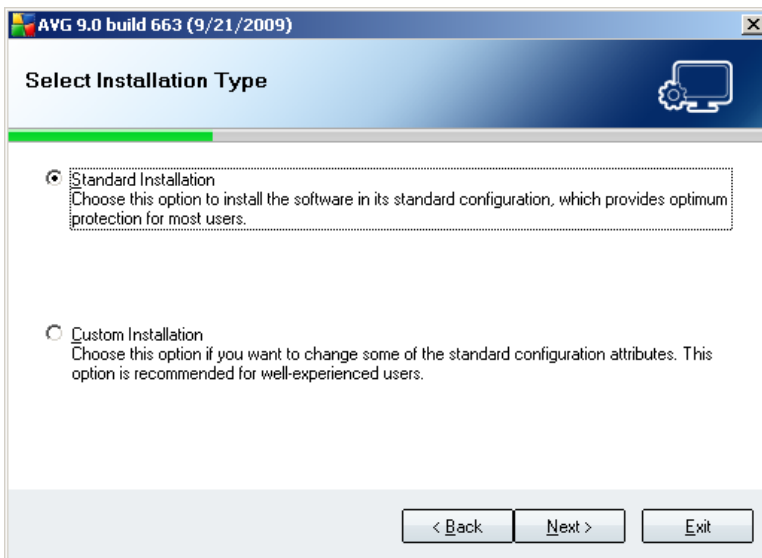 AVG 9.0 build 663 (9/21/2009)
Select Installation Type
Standard Installation
Choose this option to install the software in its standard configuration, which provides optimum
protection for most users.
Custom Installation
Choose this option if you want to change some of the standard configuration attributes. This
option is recommended for well-experienced users.
< Back
Next >
Exit